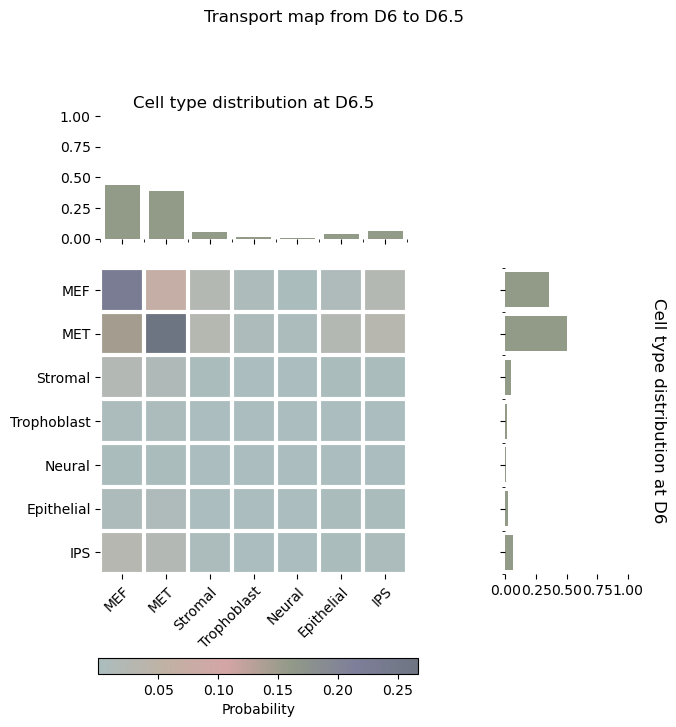 Transport map from D6 to D6.5
Cell type distribution at D6.5
1.00
0.75
0.50
0.25
0.00
MEF
MET
Stromal
Trophoblast
Neural
Epithelial
IPS
Cell type distribution at D6
0.00 0.25 0.50 0.75 1.00
MEF MET Stromal Trophoblast Neural Epithelial IPS
0.05 0.10 0.15 0.20 0.25
Probability